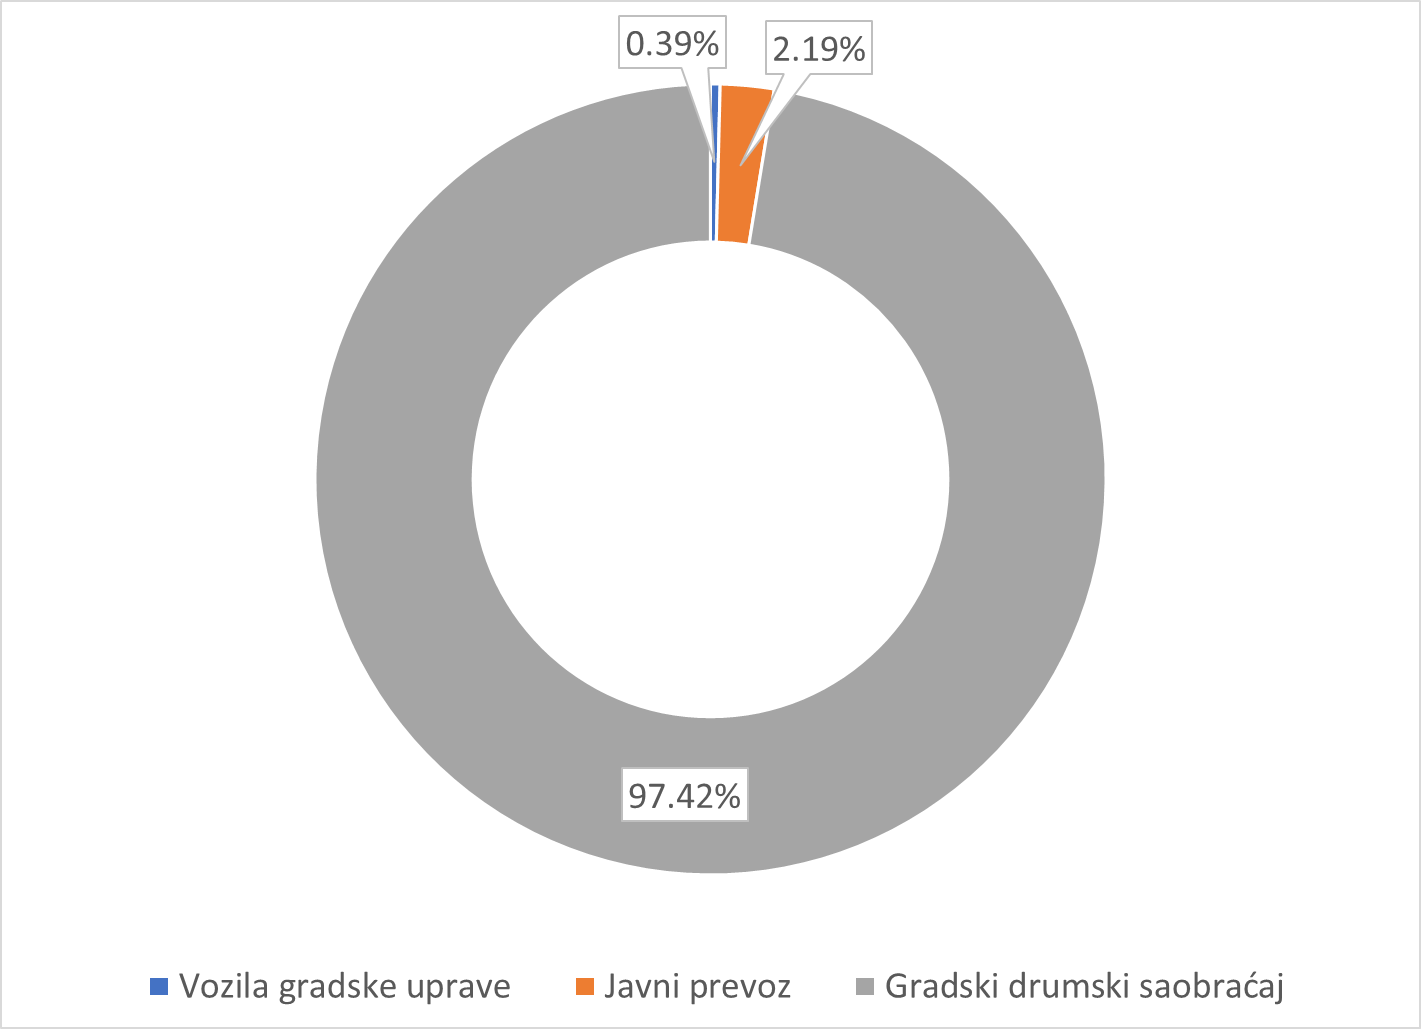 0.39%
2.19%
97.42%
Vozila gradske uprave
Javni prevoz
Gradski drumski saobraćaj